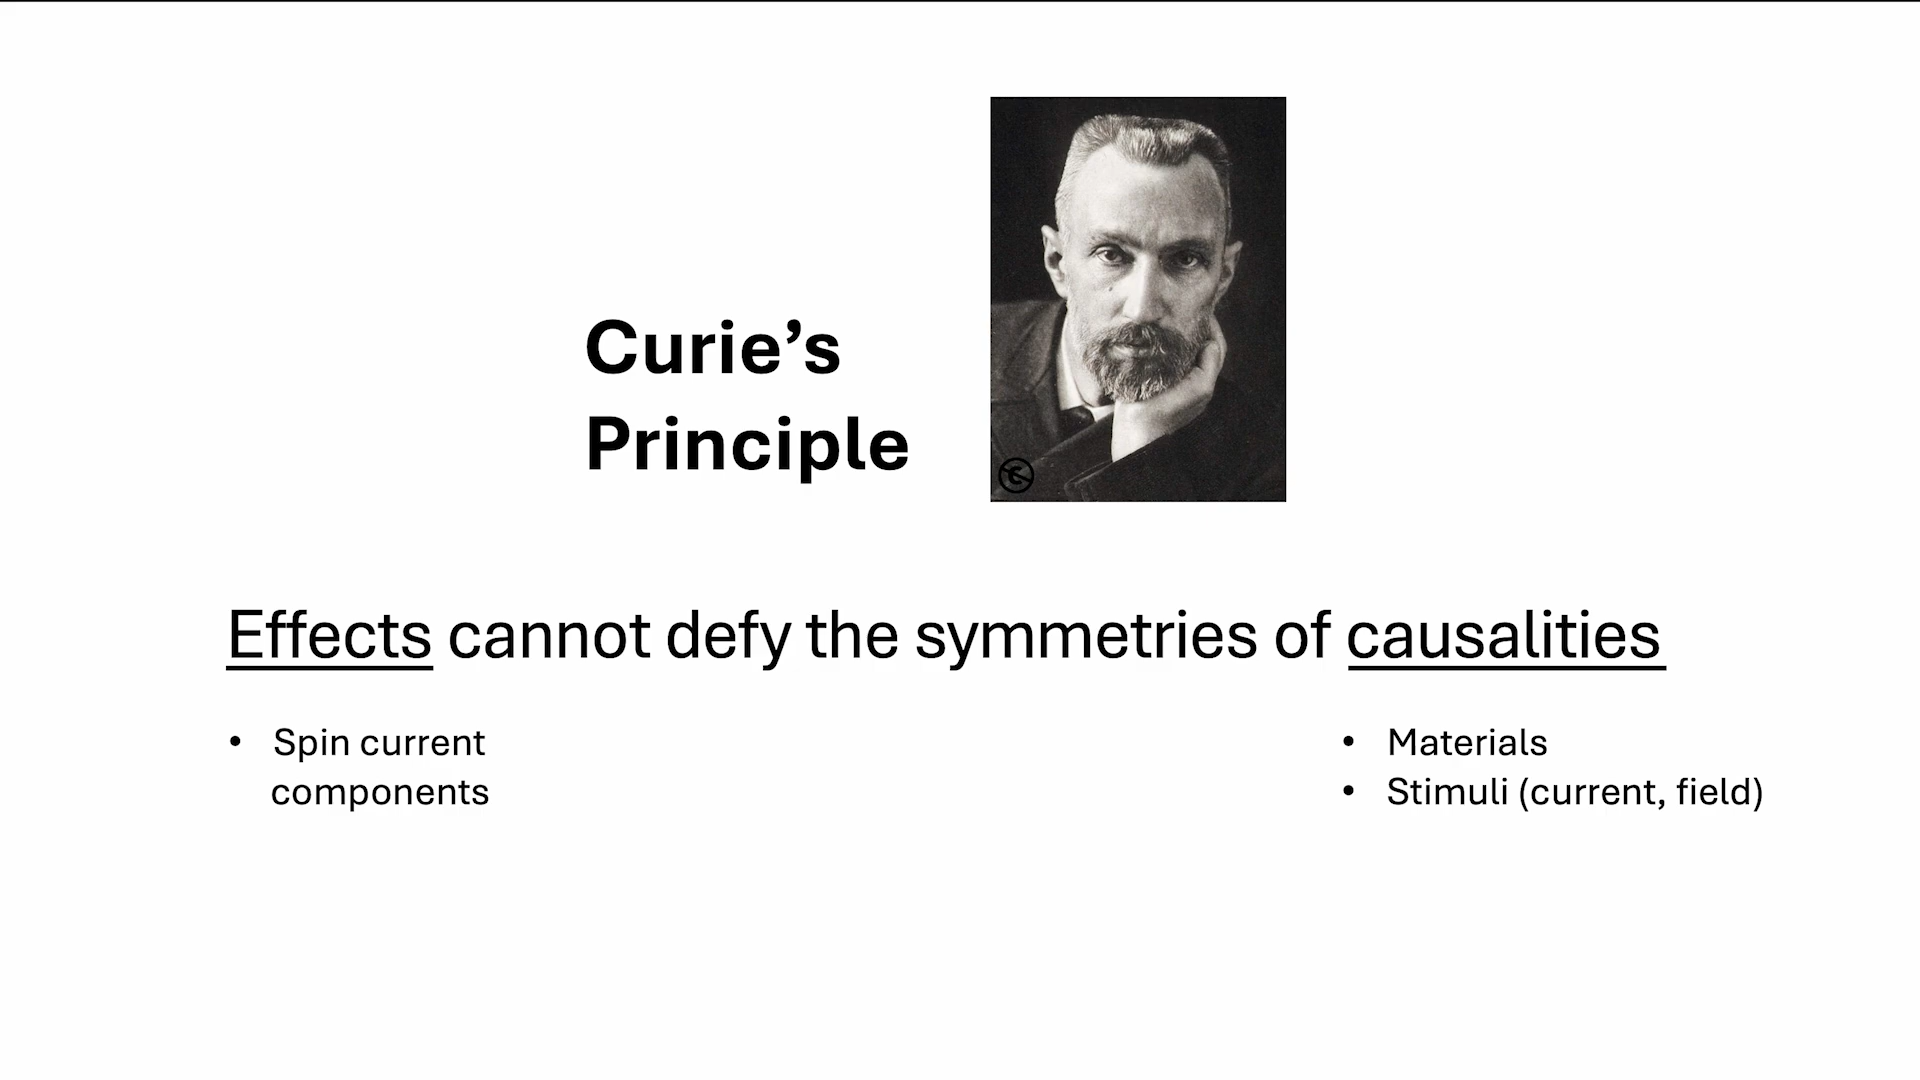 Curie’s
Principle
Effects cannot defy the symmetries of causalities
• Spin current
components
• Materials
• Stimuli (current, field)